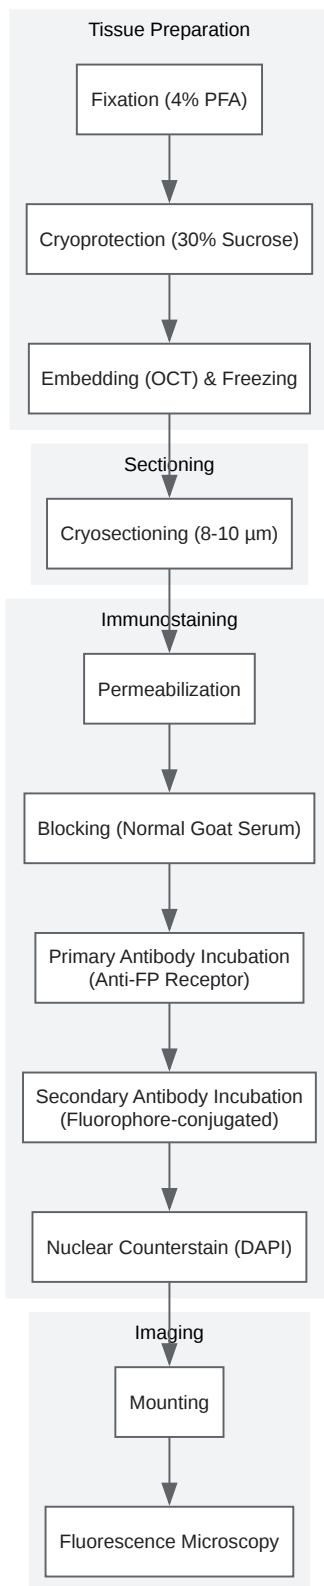 Tissue Preparation
Fixation (4% PFA)
Cryoprotection (30% Sucrose)
Embedding (OCT) & Freezing
Sectioning
Cryosectioning (8-10 µm)
Immunostaining
Permeabilization
Blocking (Normal Goat Serum)
Primary Antibody Incubation
(Anti-FP Receptor)
Secondary Antibody Incubation
(Fluorophore-conjugated)
Nuclear Counterstain (DAPI)
Imaging
Mounting
Fluorescence Microscopy